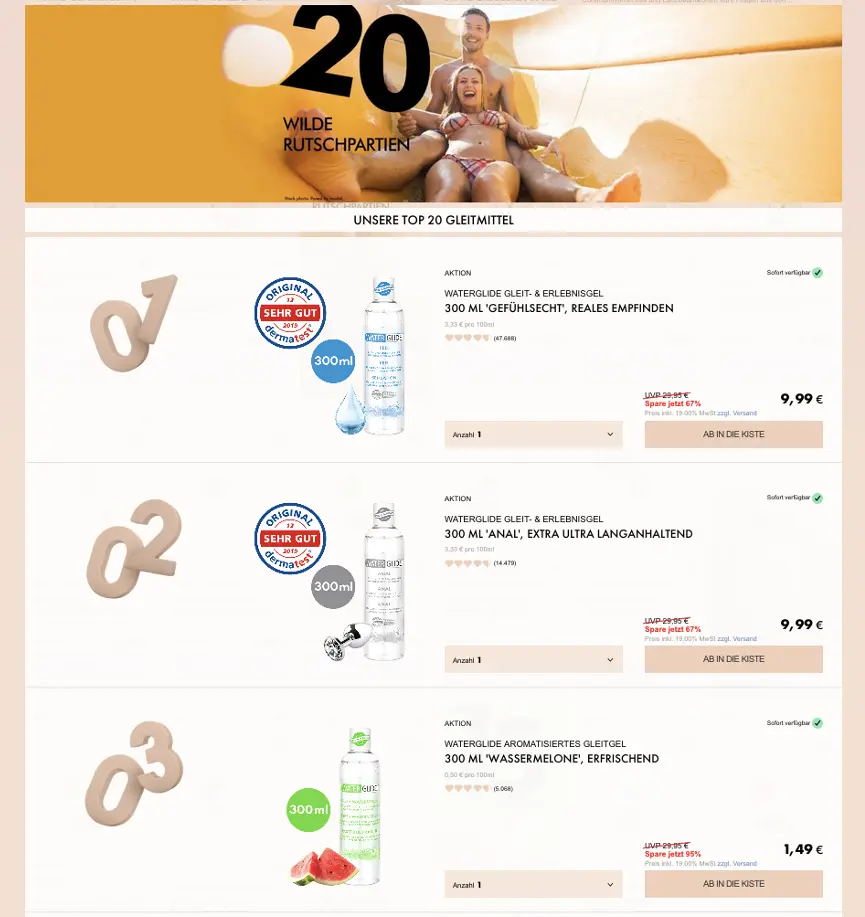 20
WILDE
RUTSCHPARTIEN
UNSERE TOP 20 GLEITMITTEL
01
ORIGINAL
12
SEHR GUT
2019
dermatest®
300ml
WATERGLIDE
AKTION
Sofort verfügbar
WATERGLIDE GLEIT- & ERLEBNISGEL
300 ML 'GEFÜHLSECHT', REALES EMPFINDEN
3,33 € pro 100ml
(47.688)
UVP 29,95 €
Spare jetzt 67%
9,99 €
Preis inkl. 19.00% MwSt zzgl. Versand
Anzahl 1
AB IN DIE KISTE
02
ORIGINAL
12
SEHR GUT
2019
dermatest®
300ml
WATERGLIDE
ANAL
ANAL
ANAL
AKTION
Sofort verfügbar
WATERGLIDE GLEIT- & ERLEBNISGEL
300 ML 'ANAL', EXTRA ULTRA LANGANHALTEND
3,33 € pro 100ml
(14.479)
UVP 29,95 €
Spare jetzt 67%
9,99 €
Preis inkl. 19.00% MwSt zzgl. Versand
Anzahl 1
AB IN DIE KISTE
03
300ml
WATERGLIDE
AKTION
Sofort verfügbar
WATERGLIDE AROMATISIERTES GLEITGEL
300 ML 'WASSERMELONE', ERFRISCHEND
0,50 € pro 100ml
(5.068)
UVP 29,95 €
Spare jetzt 95%
1,49 €
Preis inkl. 19.00% MwSt zzgl. Versand
Anzahl 1
AB IN DIE KISTE